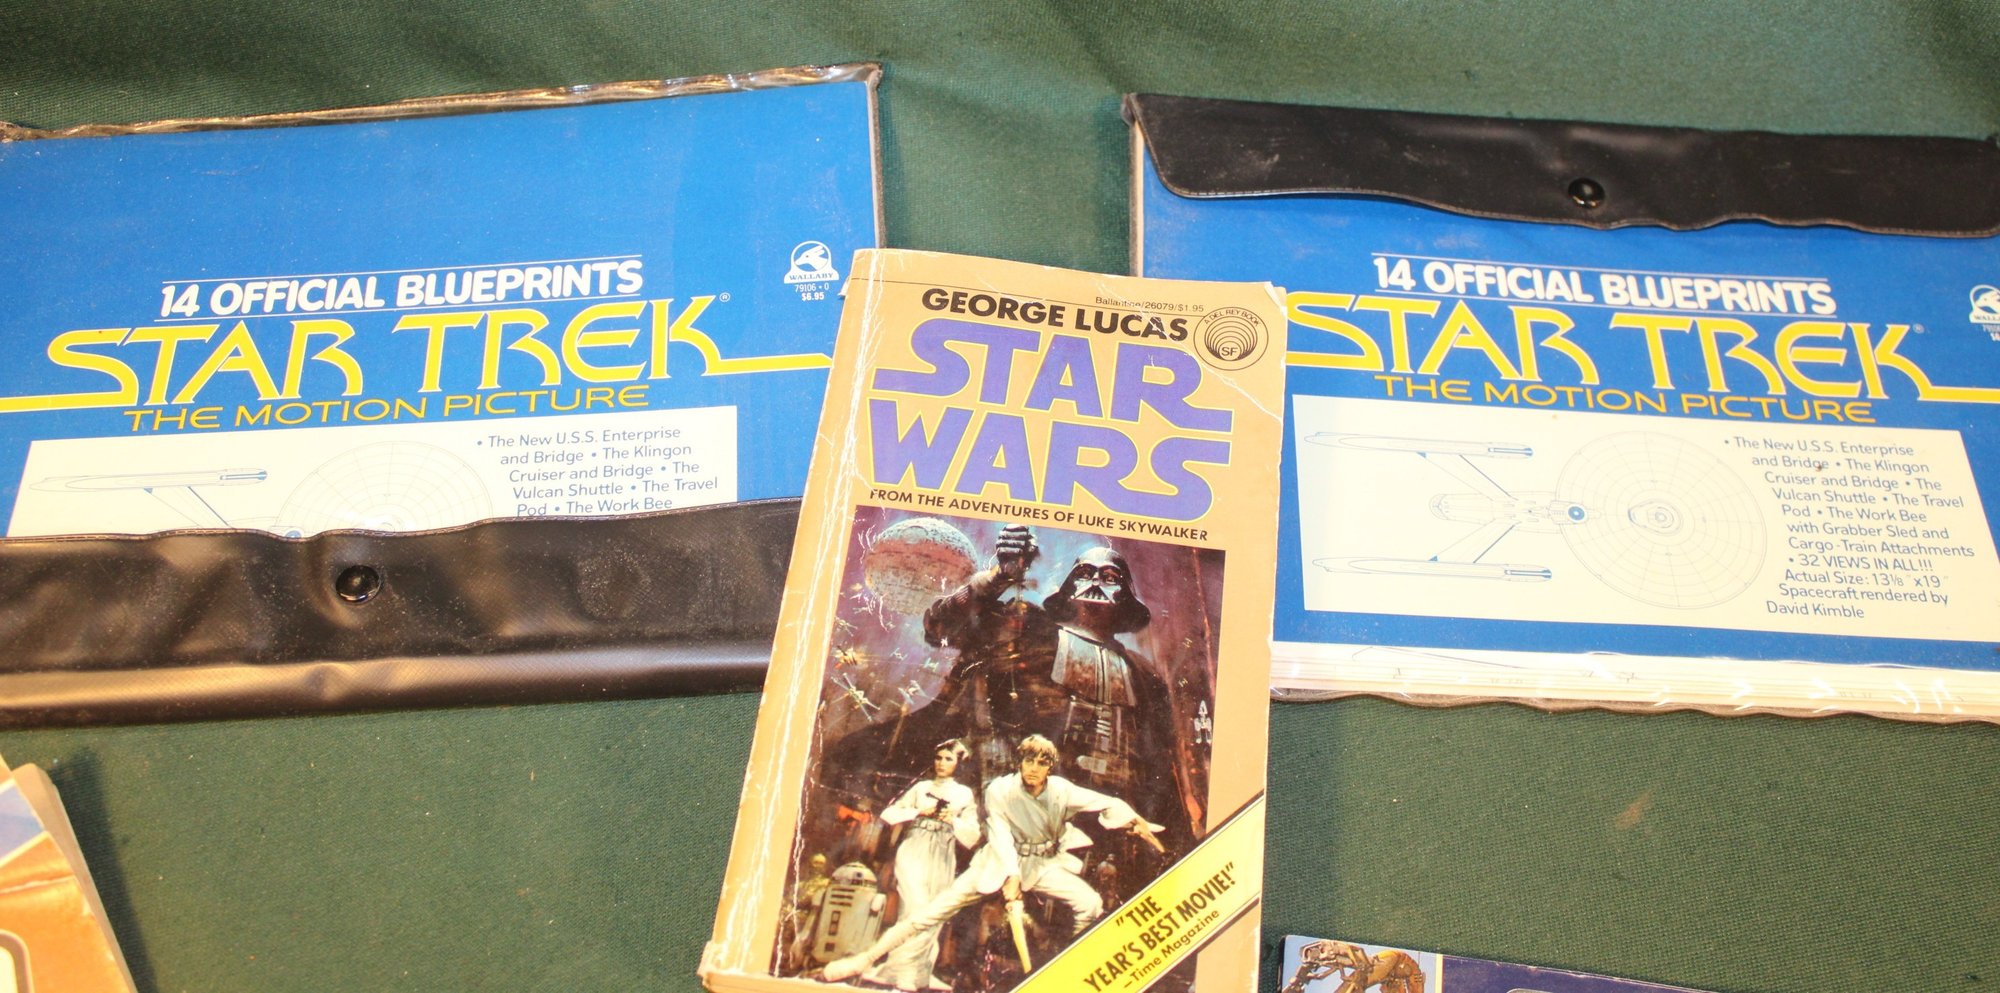 14 OFFICIAL BLUEPRINTS
STAR TREK®
THE MOTION PICTURE
WALLABY
79106-0
$6.95
• The New U.S.S. Enterprise
and Bridge • The Klingon
Cruiser and Bridge • The
Vulcan Shuttle • The Travel
Pod • The Work Bee
Ballantine/26079/$1.95
GEORGE LUCAS
A DEL REY BOOK
SF
STAR
WARS
FROM THE ADVENTURES OF LUKE SKYWALKER
"THE
YEAR'S BEST MOVIE!"
—Time Magazine
14 OFFICIAL BLUEPRINTS
STAR TREK®
THE MOTION PICTURE
• The New U.S.S. Enterprise
and Bridge • The Klingon
Cruiser and Bridge • The
Vulcan Shuttle • The Travel
Pod • The Work Bee
with Grabber Sled and
Cargo-Train Attachments
• 32 VIEWS IN ALL!!!
Actual Size: 13⅛" x 19"
Spacecraft rendered by
David Kimble